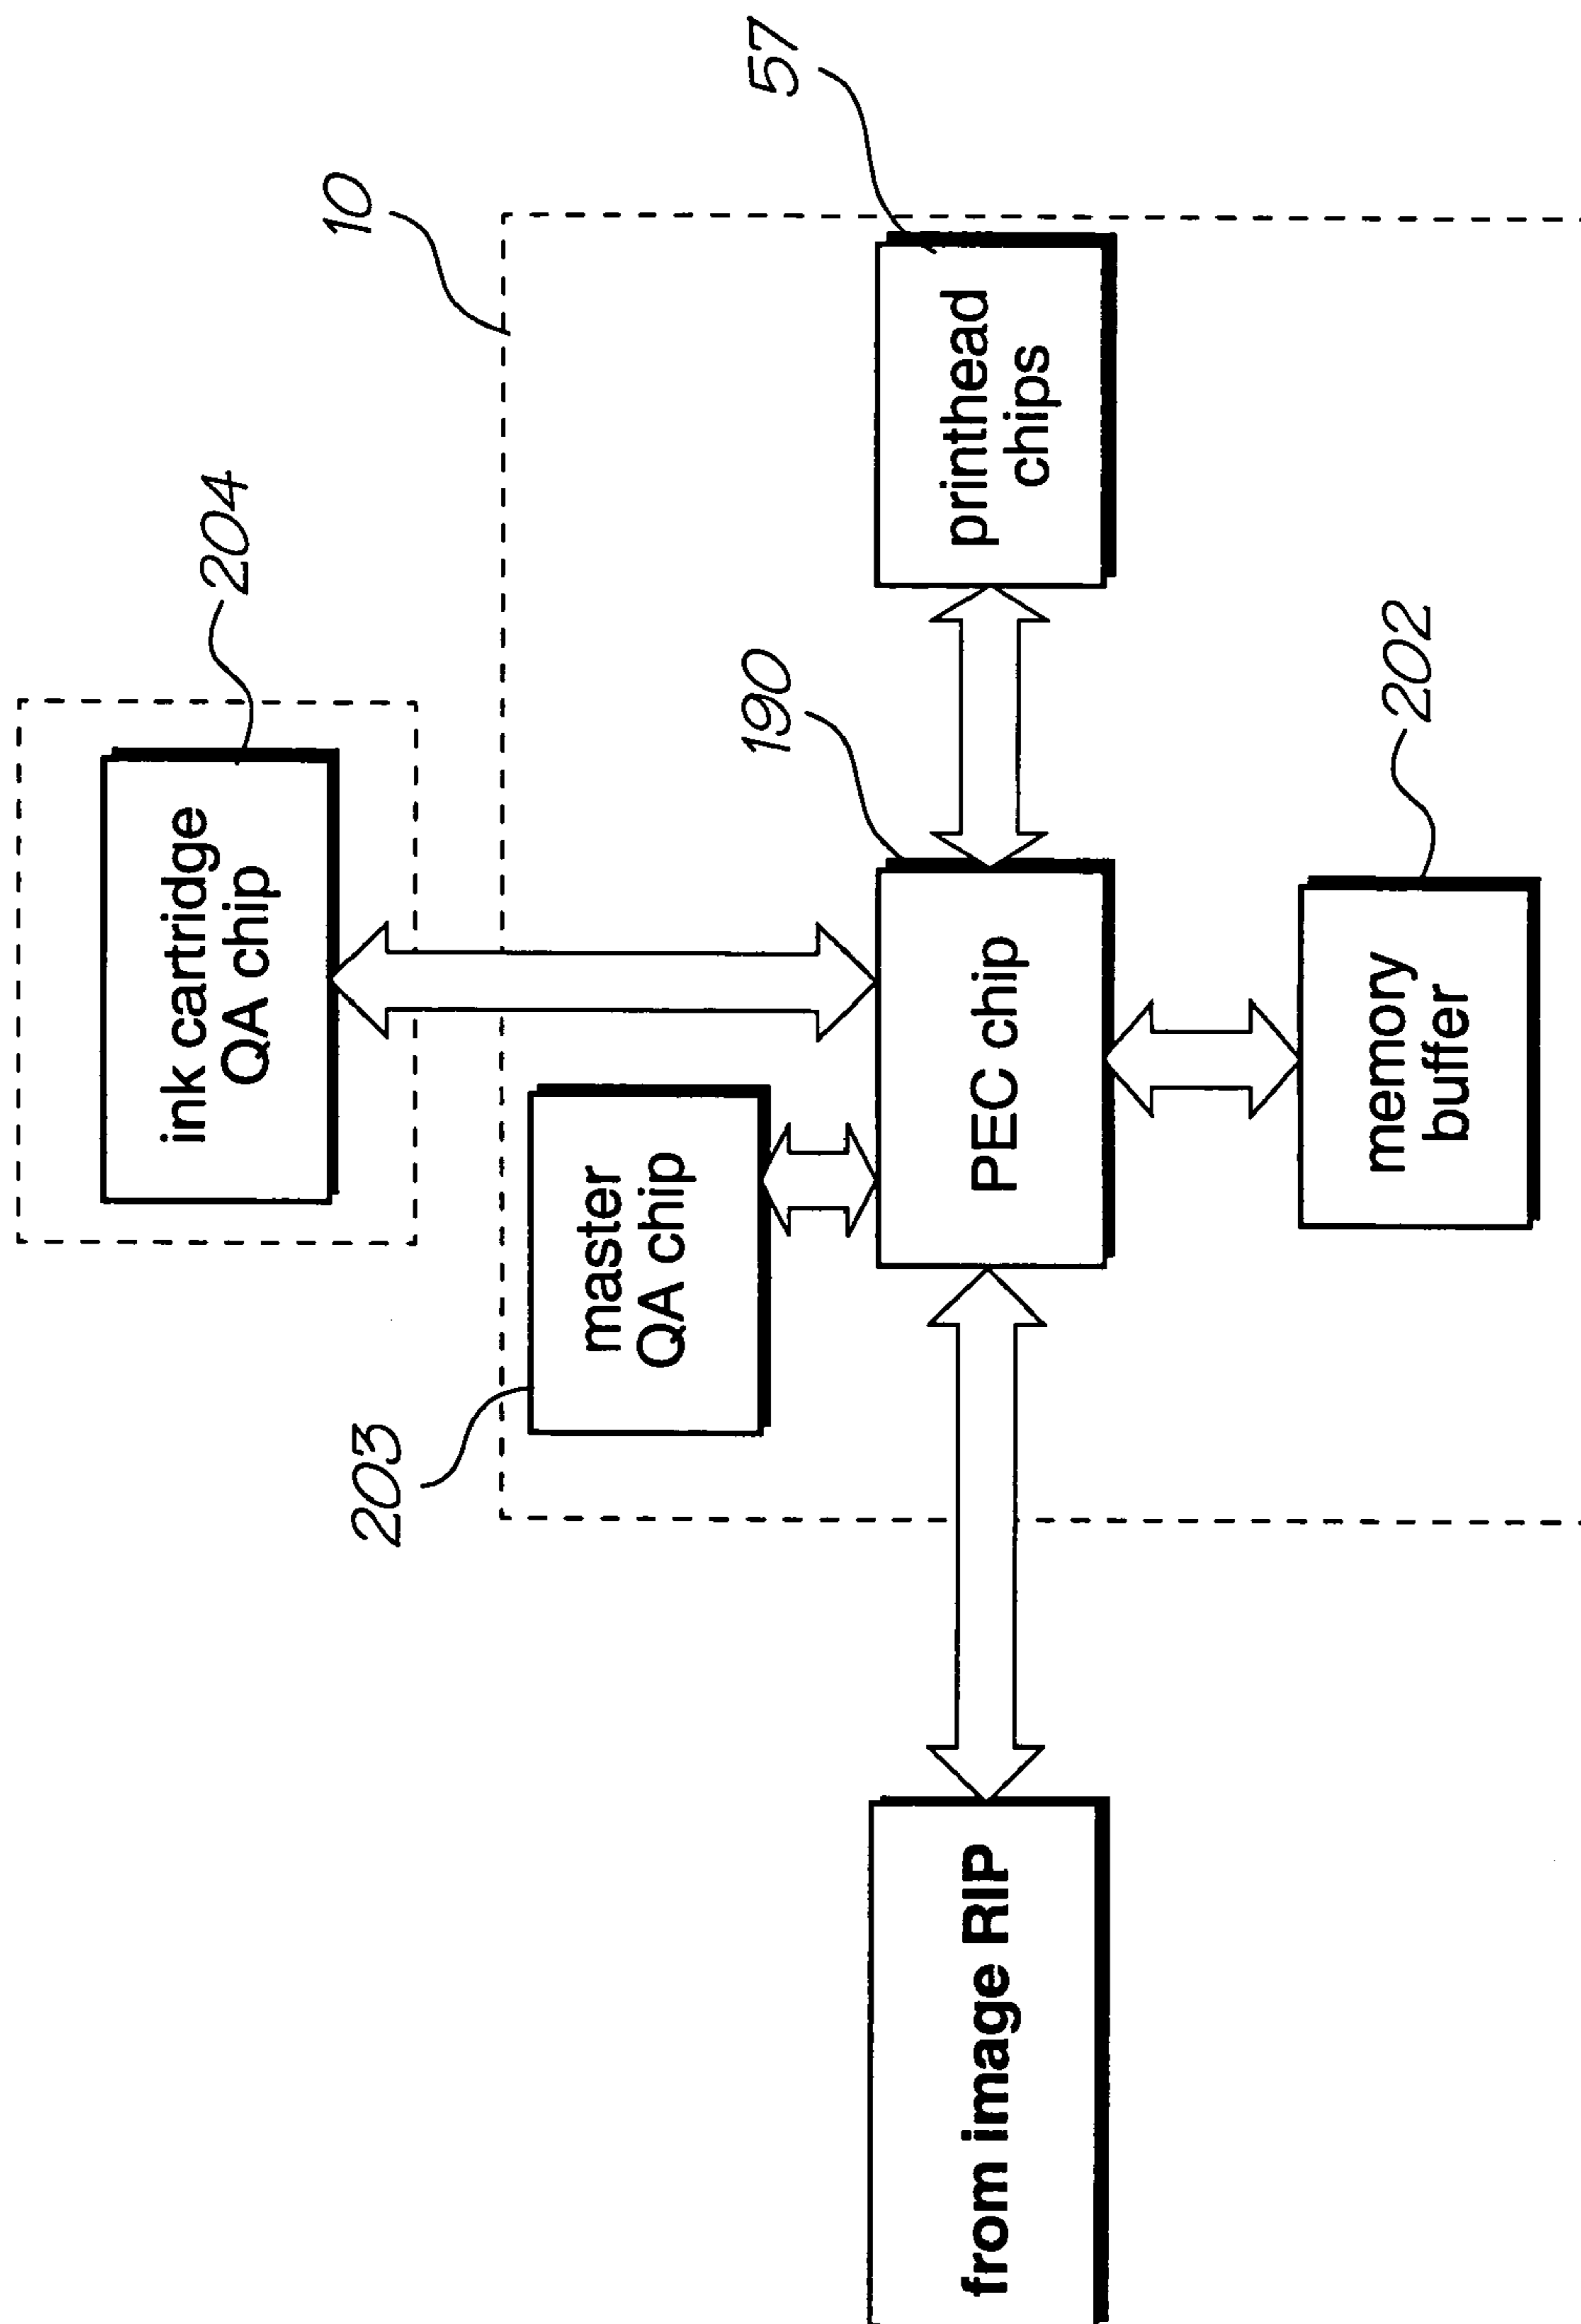 ink cartridge
QA chip
204
10
57
master
QA chip
203
190
PEC chip
printhead
chips
from image RIP
memory
buffer
202